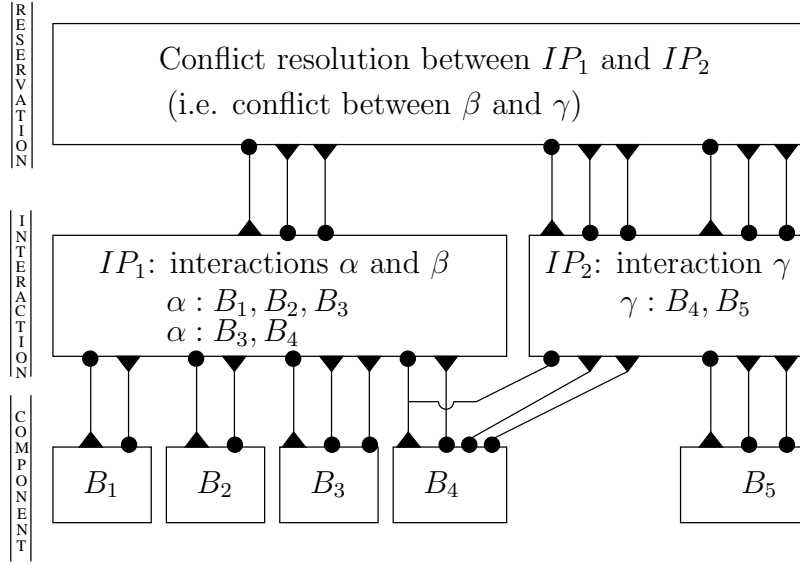 RESERVATION
Conflict resolution between IP₁ and IP₂
(i.e. conflict between β and γ)
INTERACTION
IP₁: interactions α and β
α : B₁, B₂, B₃
α : B₃, B₄
IP₂: interaction γ
γ : B₄, B₅
COMPONENT
B₁
B₂
B₃
B₄
B₅